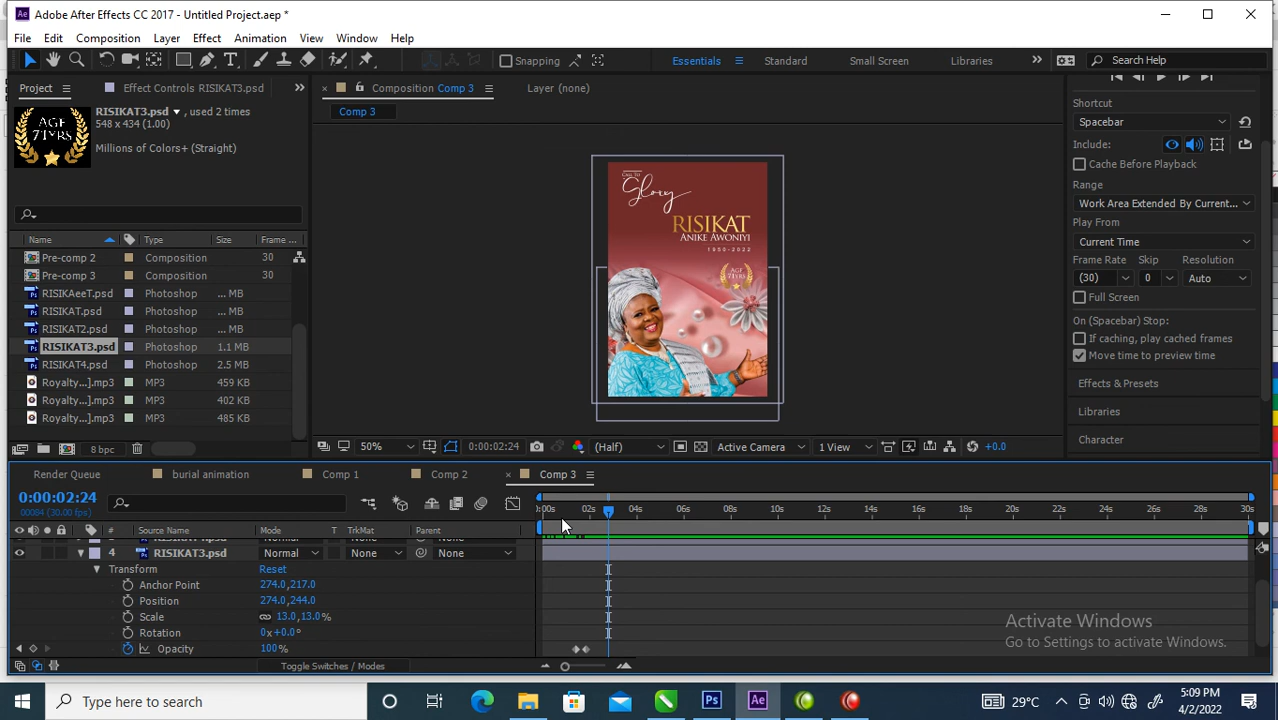 Adobe After Effects CC 2017 - Untitled Project.aep *
File Edit Composition Layer Effect Animation View Window Help
Snapping Essentials Standard Small Screen Libraries Search Help
Project Effect Controls RISIKAT3.psd Composition Comp 3 Layer (none)
Comp 3
AGE
71YRS
RISIKAT3.psd , used 2 times
548 x 434 (1.00)
Millions of Colors+ (Straight)
Name Type Size Frame ...
Pre-comp 2 Composition 30
Pre-comp 3 Composition 30
RISIKAeeT.psd Photoshop ... MB
RISIKAT.psd Photoshop ... MB
RISIKAT2.psd Photoshop ... MB
RISIKAT3.psd Photoshop 1.1 MB
RISIKAT4.psd Photoshop 2.5 MB
Royalty...].mp3 MP3 459 KB
Royalty...].mp3 MP3 402 KB
Royalty...].mp3 MP3 485 KB
8 bpc
CALL TO
Glory
RISIKAT
ANIKE AWONIYI
1950-2022
AGE
71YRS
50% 0:00:02:24 (Half) Active Camera 1 View +0.0
Shortcut
Spacebar
Include:
Cache Before Playback
Range
Work Area Extended By Current...
Play From
Current Time
Frame Rate Skip Resolution
(30) 0 Auto
Full Screen
On (Spacebar) Stop:
If caching, play cached frames
Move time to preview time
Effects & Presets
Libraries
Character
Render Queue burial animation Comp 1 Comp 2 Comp 3
0:00:02:24
00084 (30.00 fps)
:00s 02s 04s 06s 08s 10s 12s 14s 16s 18s 20s 22s 24s 26s 28s 30s
# Source Name Mode T TrkMat Parent
4 RISIKAT3.psd Normal None None
Transform Reset
Anchor Point 274.0,217.0
Position 274.0,244.0
Scale 13.0,13.0%
Rotation 0x+0.0°
Opacity 100%
Toggle Switches / Modes
Activate Windows
Go to Settings to activate Windows.
Type here to search
29°C
5:09 PM
4/2/2022